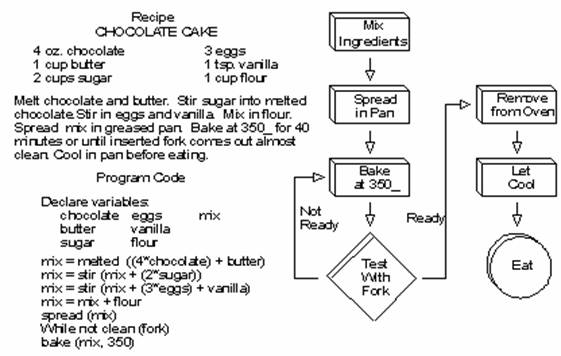 Recipe
CHOCOLATE CAKE
4 oz. chocolate 3 eggs
1 cup butter 1 tsp. vanilla
2 cups sugar 1 cup flour
Melt chocolate and butter. Stir sugar into melted
chocolate. Stir in eggs and vanilla. Mix in flour.
Spread mix in greased pan. Bake at 350_ for 40
minutes or until inserted fork comes out almost
clean. Cool in pan before eating.
Program Code
Declare variables:
chocolate eggs mix
butter vanilla
sugar flour
mix = melted ((4*chocolate) + butter)
mix = stir (mix + (2*sugar))
mix = stir (mix + (3*eggs) + vanilla)
mix = mix + flour
spread (mix)
While not clean (fork)
bake (mix, 350)
Mix
Ingredients
Spread
in Pan
Bake
at 350_
Not
Ready
Test
With
Fork
Ready
Remove
from Oven
Let
Cool
Eat